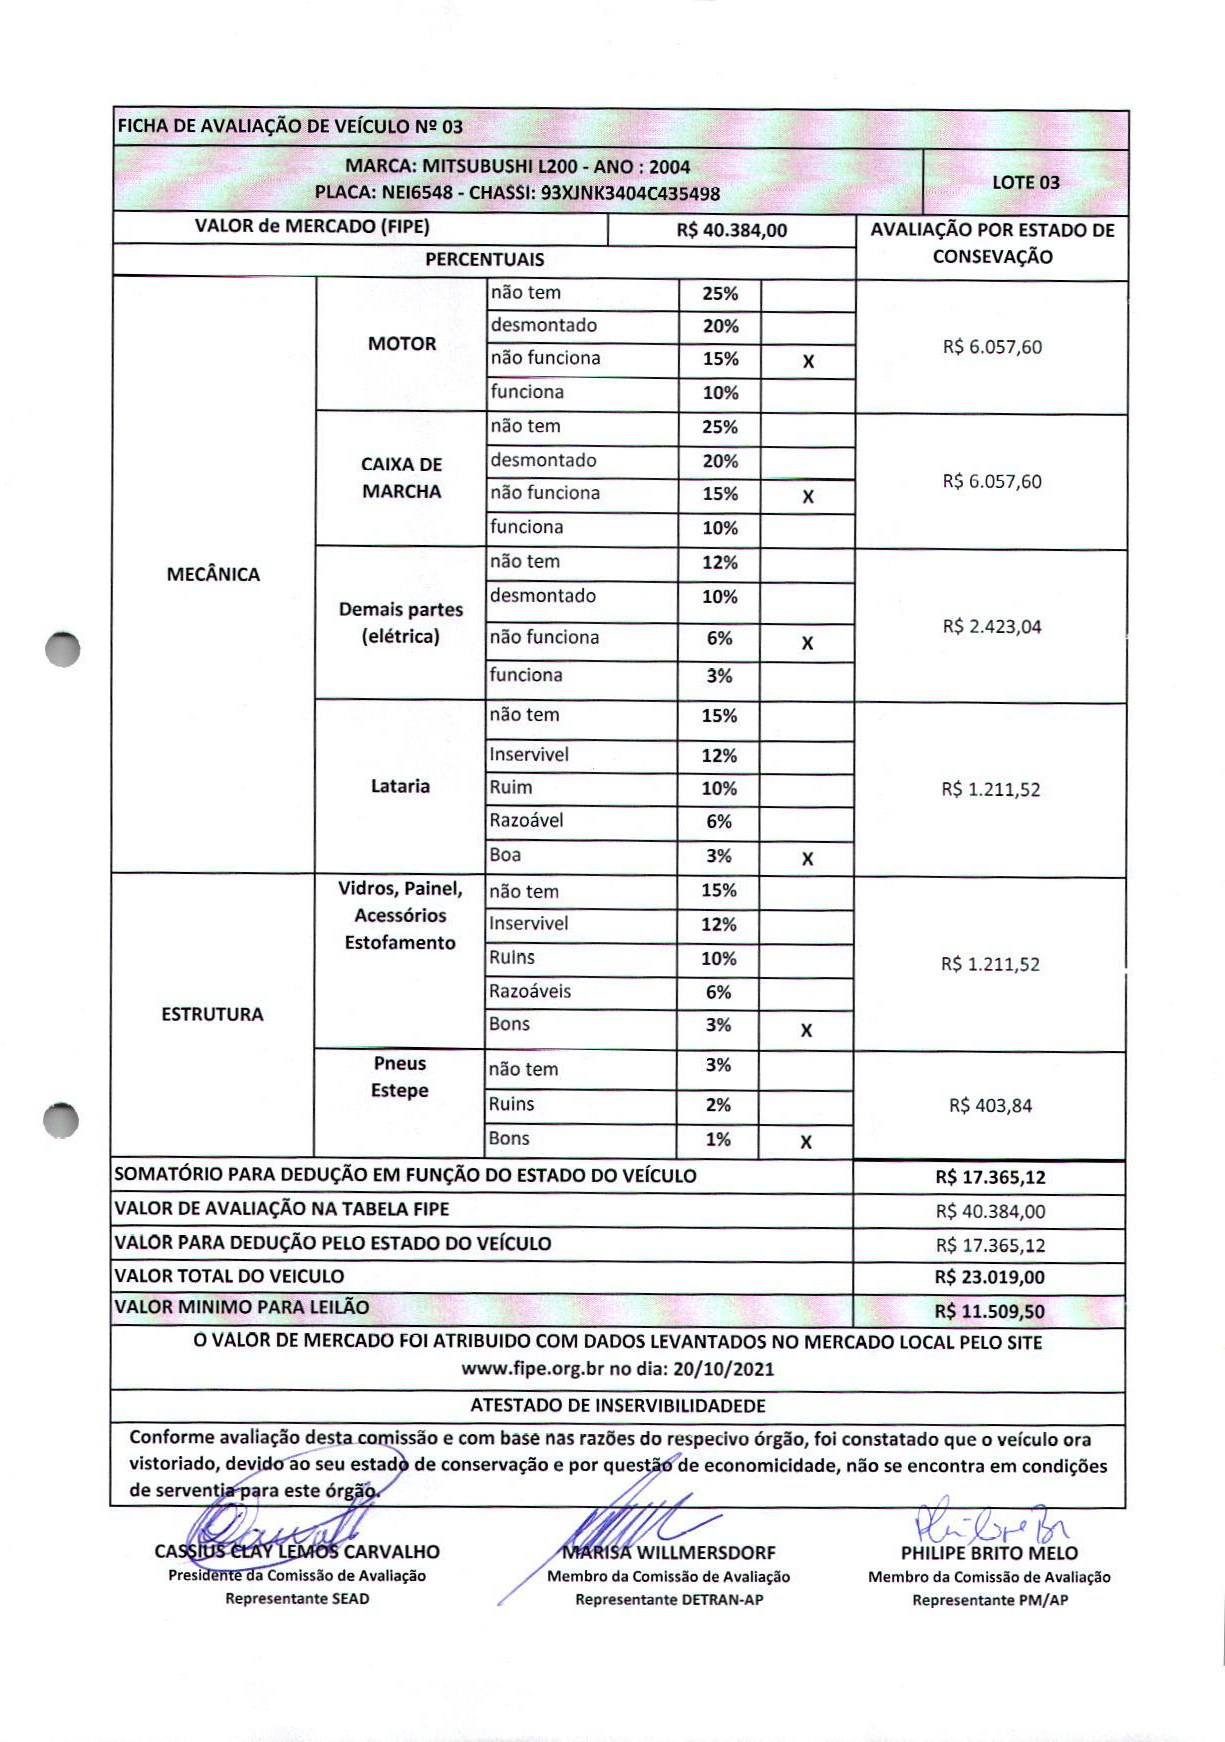 FICHA DE AVALIAÇÃO DE VEÍCULO Nº 03
MARCA: MITSUBUSHI L200 - ANO : 2004
PLACA: NEI6548 - CHASSI: 93XJNK3404C435498
LOTE 03
VALOR de MERCADO (FIPE)
R$ 40.384,00
AVALIAÇÃO POR ESTADO DE
CONSEVAÇÃO
PERCENTUAIS
MECÂNICA
MOTOR
não tem 25%
desmontado 20%
não funciona 15% X
funciona 10%
R$ 6.057,60
CAIXA DE
MARCHA
não tem 25%
desmontado 20%
não funciona 15% X
funciona 10%
R$ 6.057,60
Demais partes
(elétrica)
não tem 12%
desmontado 10%
não funciona 6% X
funciona 3%
R$ 2.423,04
Lataria
não tem 15%
Inservivel 12%
Ruim 10%
Razoável 6%
Boa 3% X
R$ 1.211,52
ESTRUTURA
Vidros, Painel,
Acessórios
Estofamento
não tem 15%
Inservivel 12%
Ruins 10%
Razoáveis 6%
Bons 3% X
R$ 1.211,52
Pneus
Estepe
não tem 3%
Ruins 2%
Bons 1% X
R$ 403,84
SOMATÓRIO PARA DEDUÇÃO EM FUNÇÃO DO ESTADO DO VEÍCULO R$ 17.365,12
VALOR DE AVALIAÇÃO NA TABELA FIPE R$ 40.384,00
VALOR PARA DEDUÇÃO PELO ESTADO DO VEÍCULO R$ 17.365,12
VALOR TOTAL DO VEICULO R$ 23.019,00
VALOR MINIMO PARA LEILÃO R$ 11.509,50
O VALOR DE MERCADO FOI ATRIBUIDO COM DADOS LEVANTADOS NO MERCADO LOCAL PELO SITE
www.fipe.org.br no dia: 20/10/2021
ATESTADO DE INSERVIBILIDADEDE
Conforme avaliação desta comissão e com base nas razões do respecivo órgão, foi constatado que o veículo ora
vistoriado, devido ao seu estado de conservação e por questão de economicidade, não se encontra em condições
de serventia para este órgão.
Philipe Br
CASSIUS CLAY LEMOS CARVALHO
Presidente da Comissão de Avaliação
Representante SEAD
MARISA WILLMERSDORF
Membro da Comissão de Avaliação
Representante DETRAN-AP
PHILIPE BRITO MELO
Membro da Comissão de Avaliação
Representante PM/AP